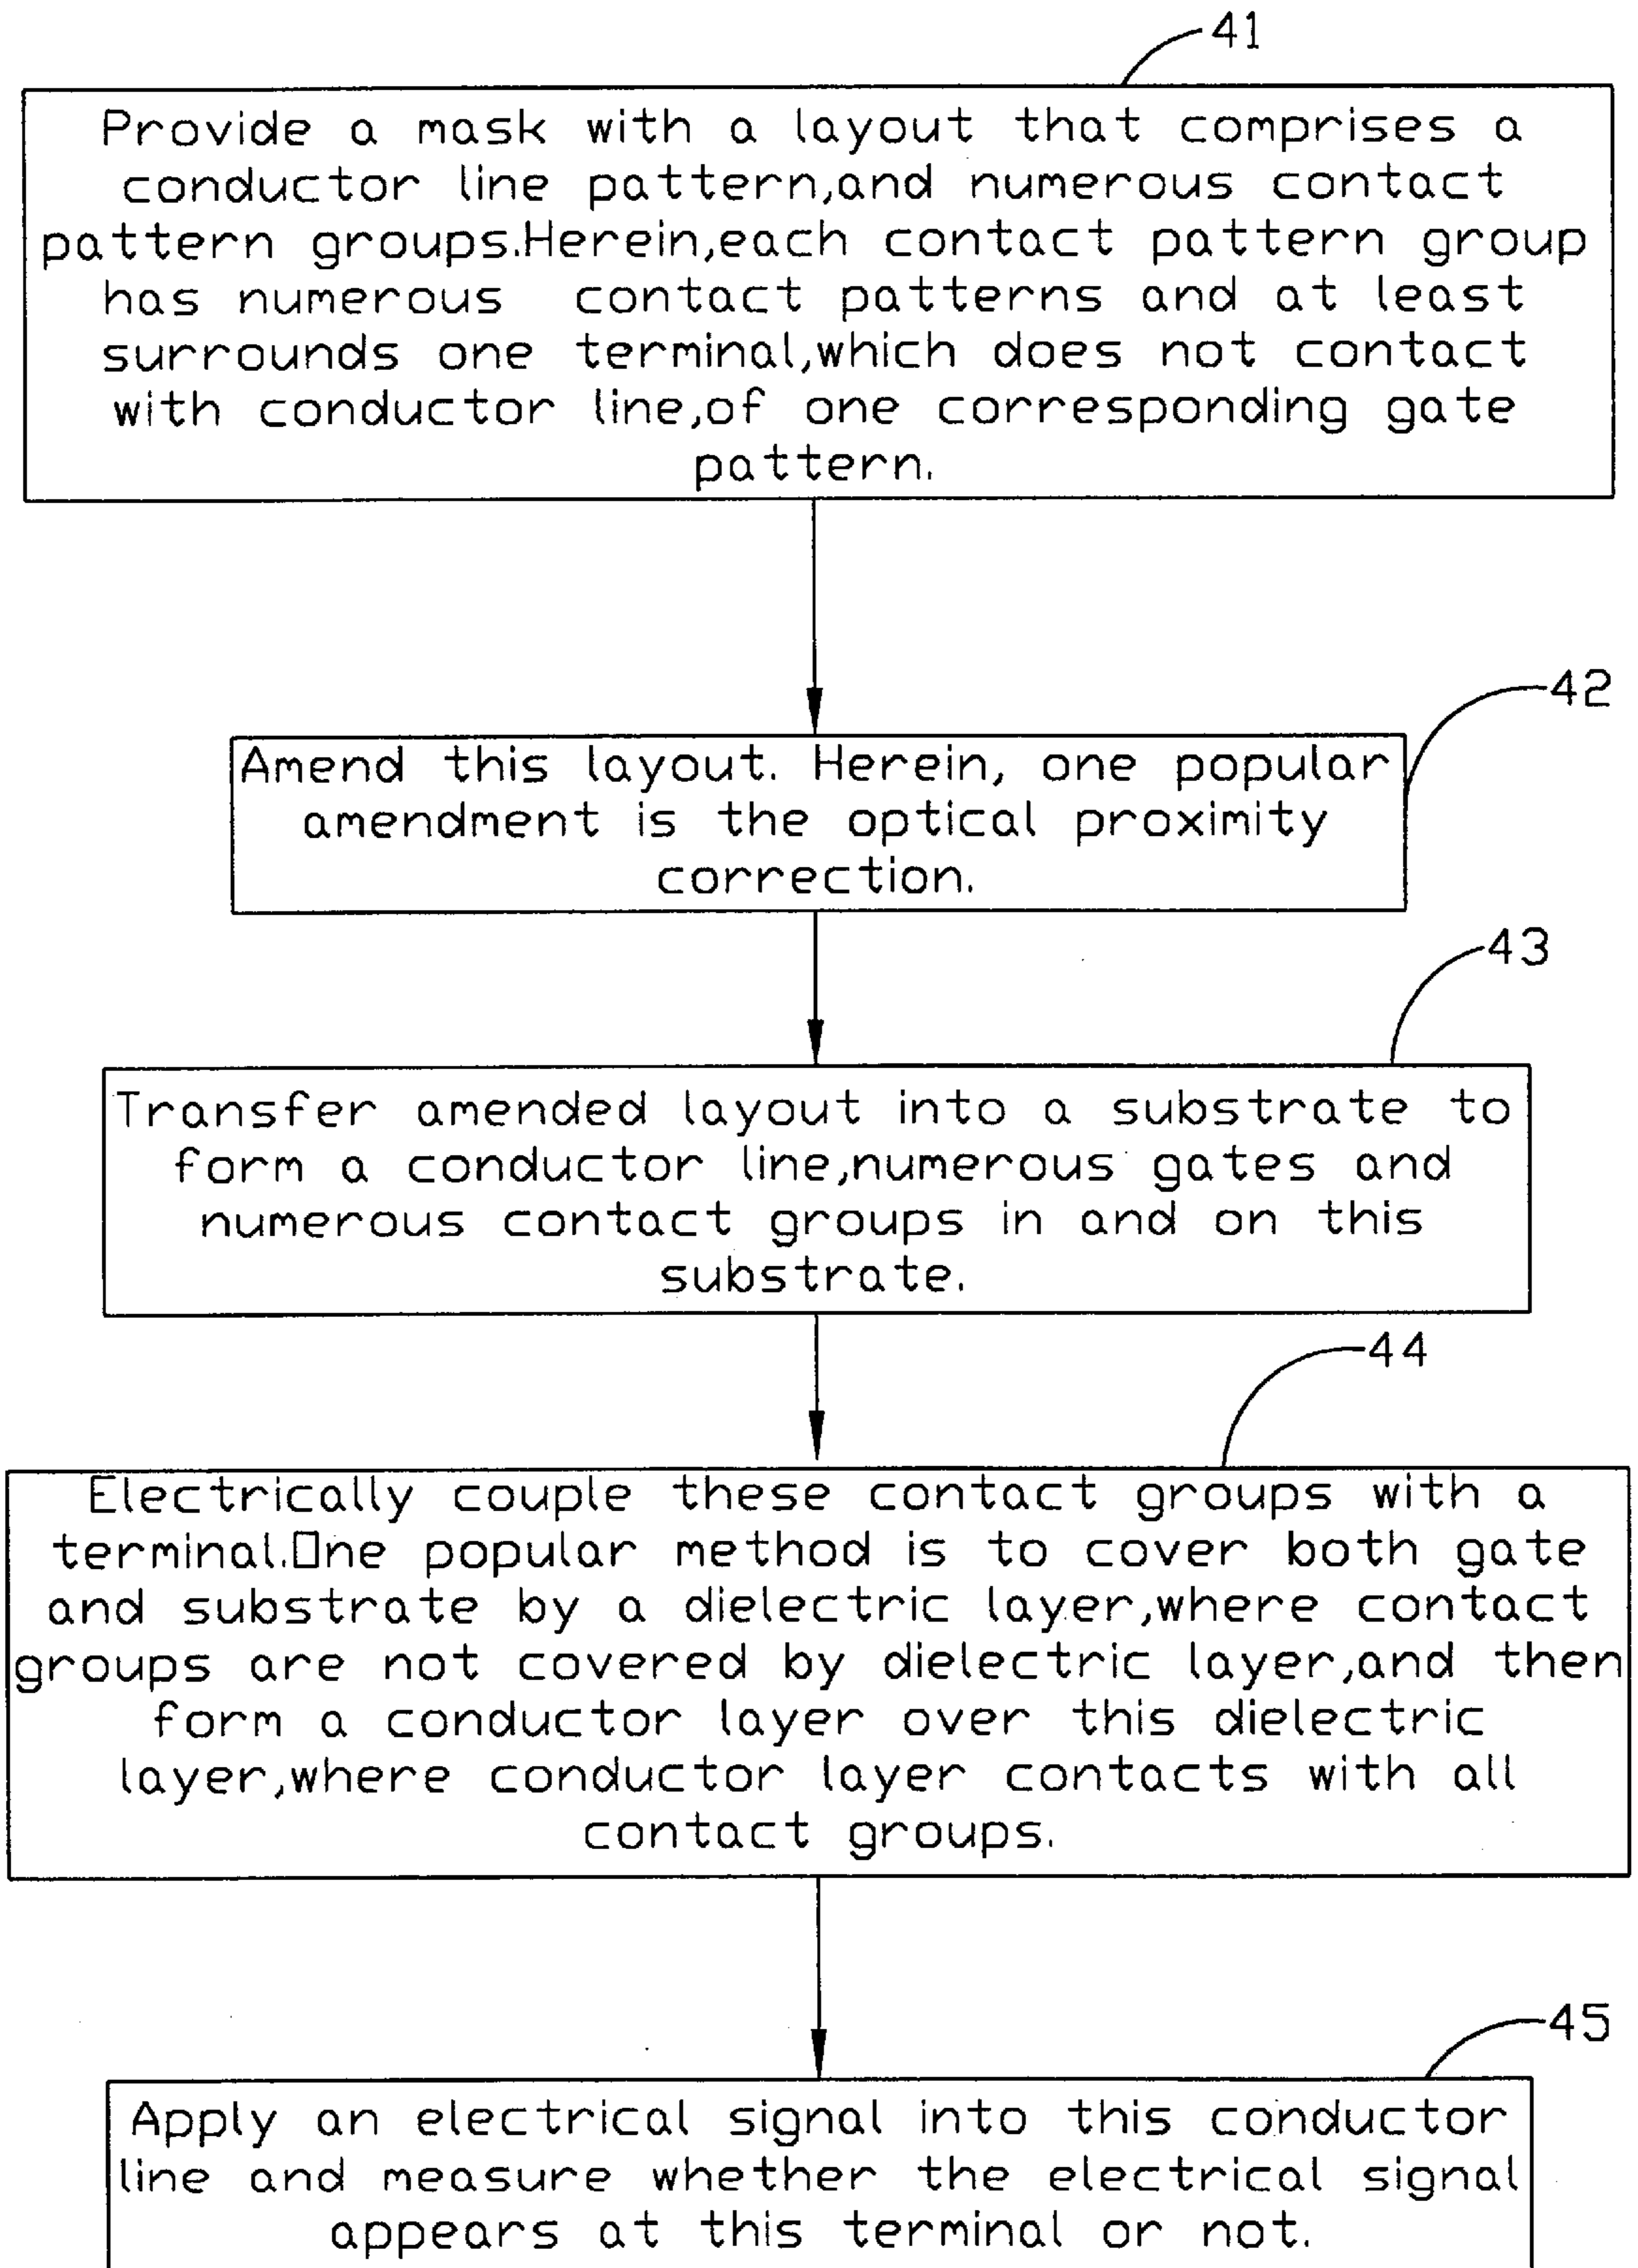 41
Provide a mask with a layout that comprises a
conductor line pattern,and numerous contact
pattern groups.Herein,each contact pattern group
has numerous contact patterns and at least
surrounds one terminal,which does not contact
with conductor line,of one corresponding gate
pattern.
42
Amend this layout. Herein, one popular
amendment is the optical proximity
correction.
43
Transfer amended layout into a substrate to
form a conductor line,numerous gates and
numerous contact groups in and on this
substrate.
44
Electrically couple these contact groups with a
terminal.One popular method is to cover both gate
and substrate by a dielectric layer,where contact
groups are not covered by dielectric layer,and then
form a conductor layer over this dielectric
layer,where conductor layer contacts with all
contact groups.
45
Apply an electrical signal into this conductor
line and measure whether the electrical signal
appears at this terminal or not.